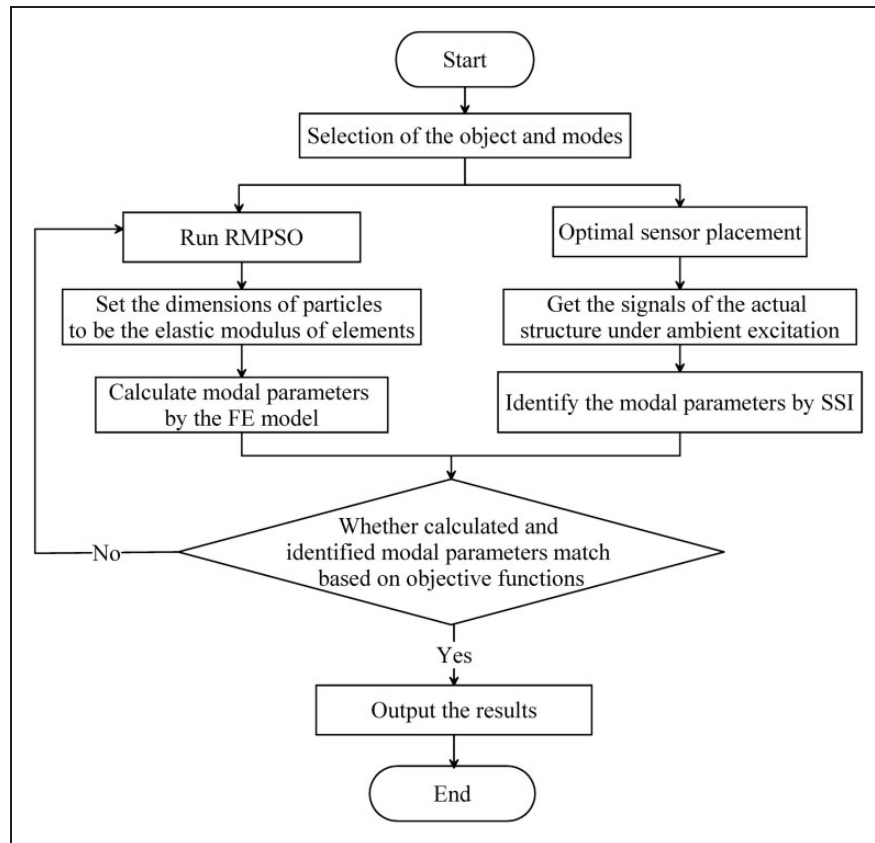 Start
Selection of the object and modes
Run RMPSO
Optimal sensor placement
Set the dimensions of particles
to be the elastic modulus of elements
Get the signals of the actual
structure under ambient excitation
Calculate modal parameters
by the FE model
Identify the modal parameters by SSI
Whether calculated and
identified modal parameters match
based on objective functions
No
Yes
Output the results
End